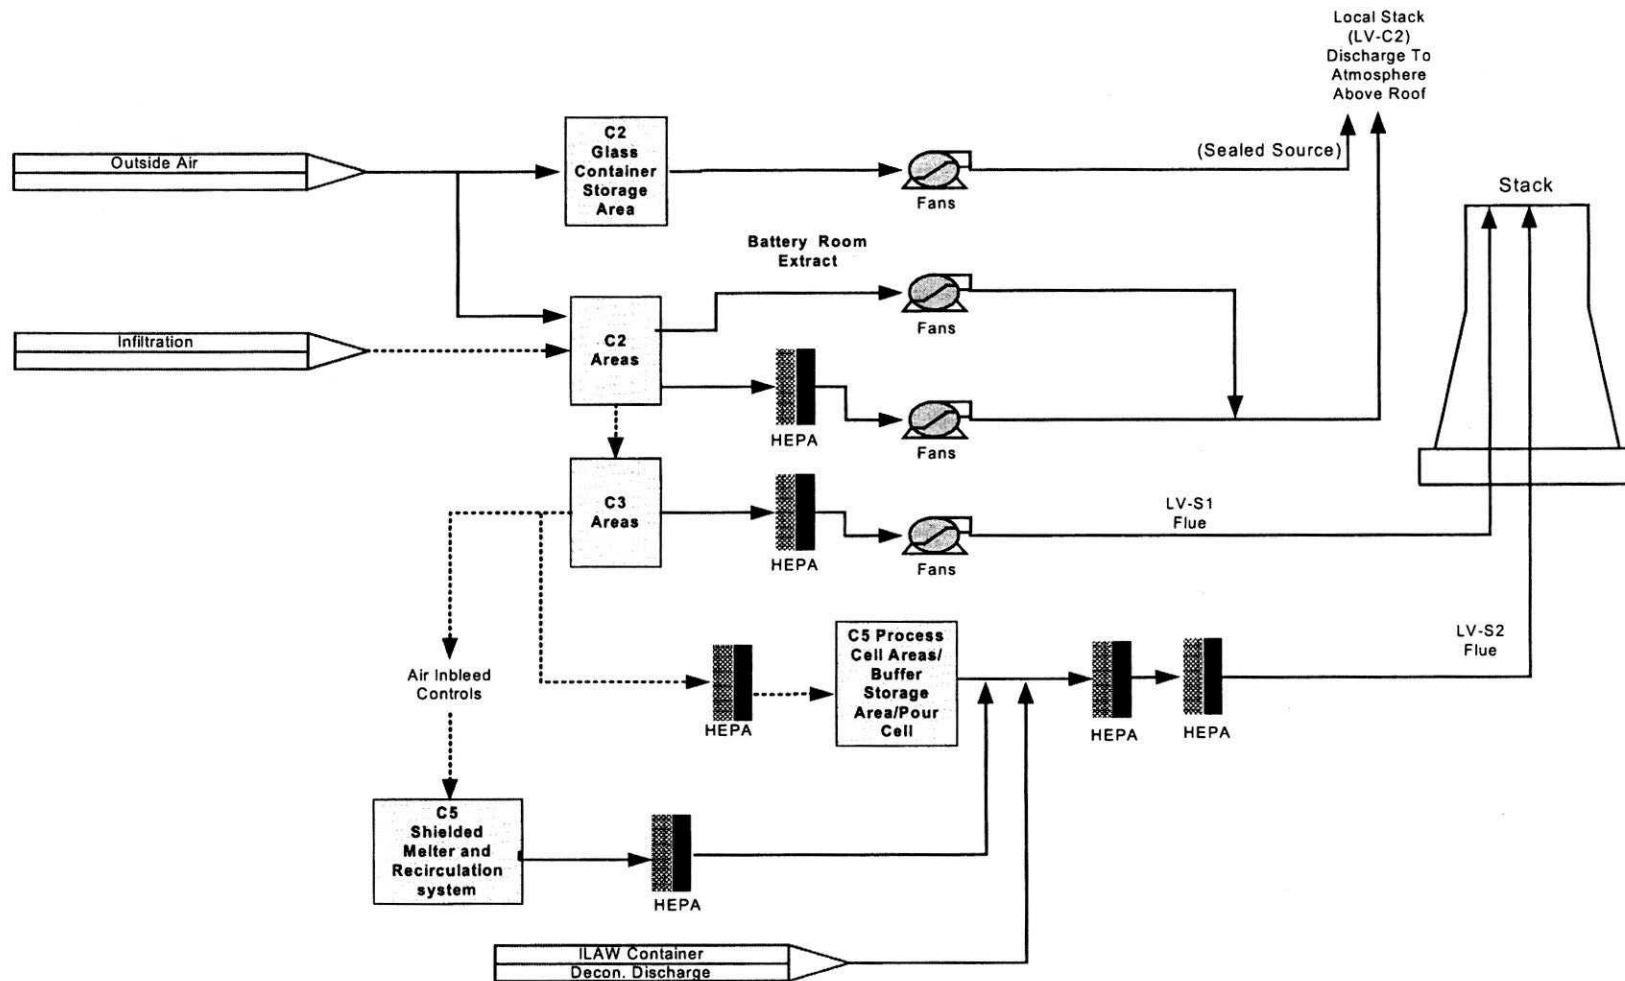 Local Stack
(LV-C2)
Discharge To
Atmosphere
Above Roof
Outside Air
C2
Glass
Container
Storage
Area
Fans
(Sealed Source)
Stack
Battery Room
Extract
Fans
Infiltration
C2
Areas
HEPA
Fans
C3
Areas
HEPA
Fans
LV-S1
Flue
Air Inbleed
Controls
HEPA
C5 Process
Cell Areas/
Buffer
Storage
Area/Pour
Cell
HEPA
HEPA
LV-S2
Flue
C5
Shielded
Melter and
Recirculation
system
HEPA
ILAW Container
Decon. Discharge